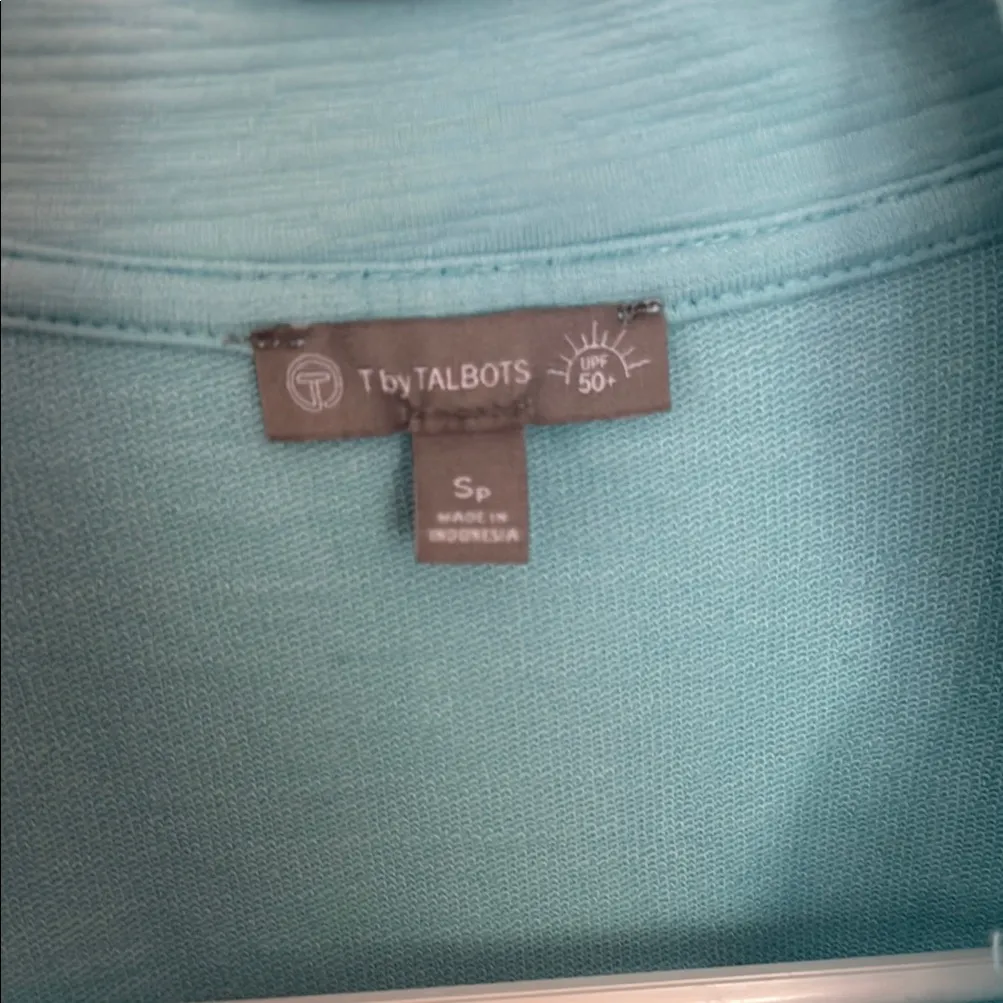 T T by TALBOTS UPF
50+
Sp
MADE IN
INDONESIA